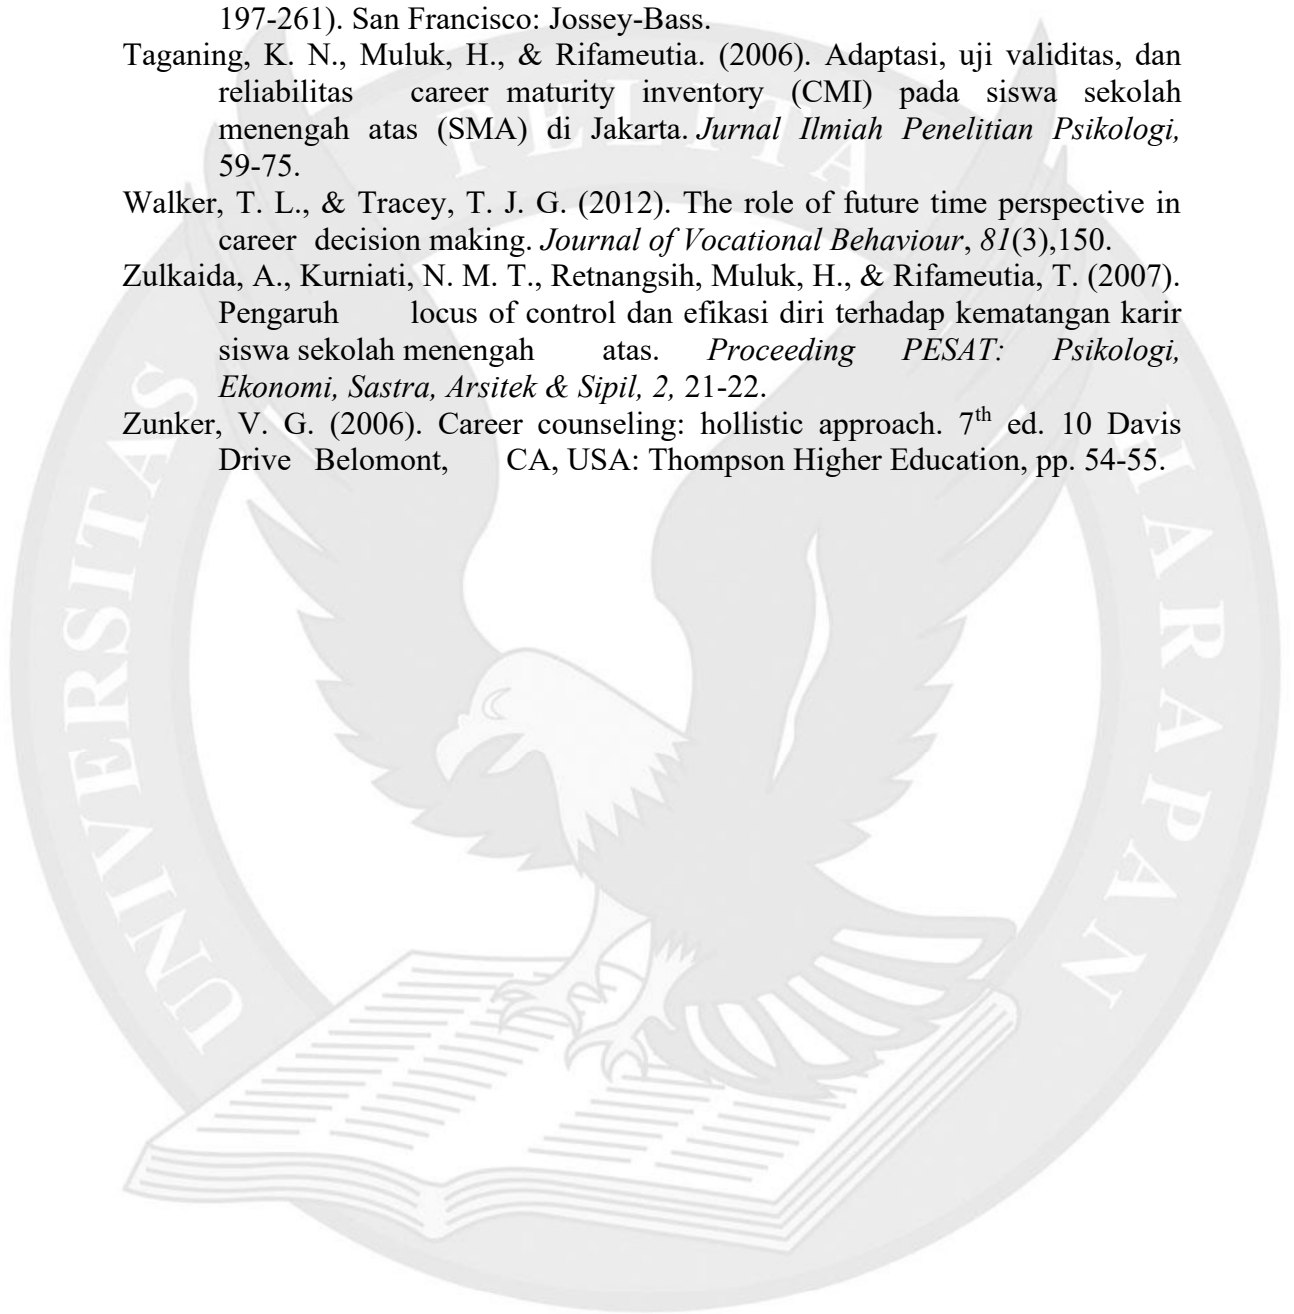 197-261). San Francisco: Jossey-Bass.
Taganing, K. N., Muluk, H., & Rifameutia. (2006). Adaptasi, uji validitas, dan
reliabilitas career maturity inventory (CMI) pada siswa sekolah
menengah atas (SMA) di Jakarta. Jurnal Ilmiah Penelitian Psikologi,
59-75.
Walker, T. L., & Tracey, T. J. G. (2012). The role of future time perspective in
career decision making. Journal of Vocational Behaviour, 81(3),150.
Zulkaida, A., Kurniati, N. M. T., Retnangsih, Muluk, H., & Rifameutia, T. (2007).
Pengaruh locus of control dan efikasi diri terhadap kematangan karir
siswa sekolah menengah atas. Proceeding PESAT: Psikologi,
Ekonomi, Sastra, Arsitek & Sipil, 2, 21-22.
Zunker, V. G. (2006). Career counseling: hollistic approach. 7th ed. 10 Davis
Drive Belomont, CA, USA: Thompson Higher Education, pp. 54-55.
UNIVERSITAS PELITA HARAPAN